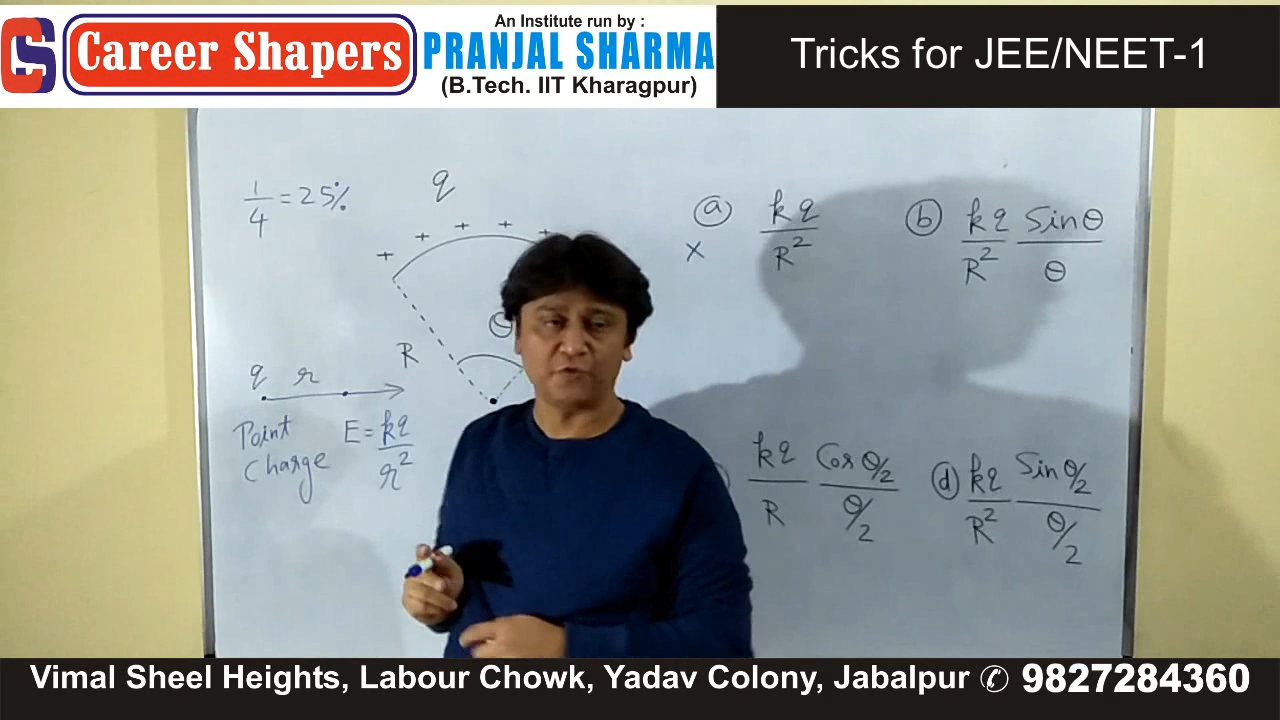 Career Shapers
An Institute run by :
PRANJAL SHARMA
(B.Tech. IIT Kharagpur)
Tricks for JEE/NEET-1
1/4 = 25%
q
+ + + + +
θ
R
q r
Point Charge
E = kq/r²
ⓐ kq/R²
×
ⓑ kq/R² Sinθ/θ
kq/R Cos θ/2 / θ/2
ⓓ kq/R² Sin θ/2 / θ/2
Vimal Sheel Heights, Labour Chowk, Yadav Colony, Jabalpur ✆ 9827284360